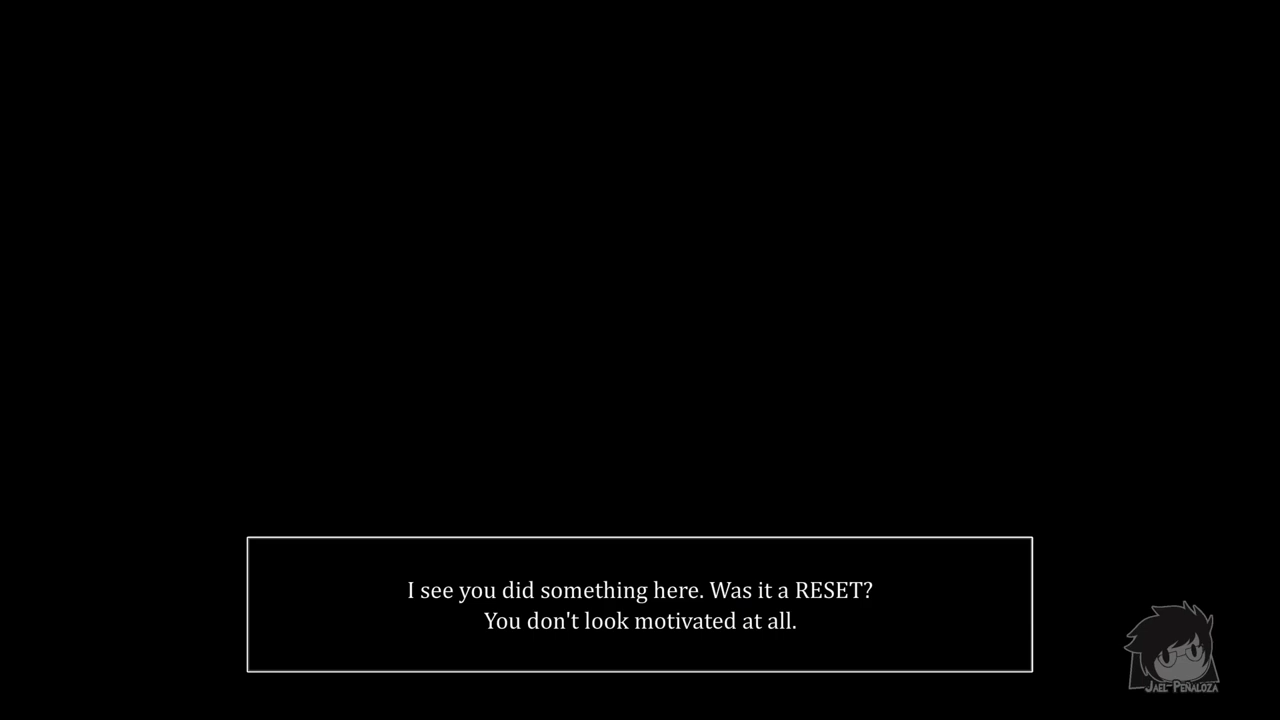 I see you did something here. Was it a RESET?
You don't look motivated at all.
JAEL-PEÑALOZA